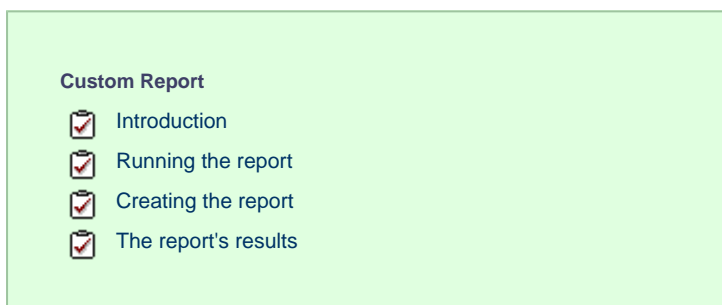 Custom Report
Introduction
Running the report
Creating the report
The report's results